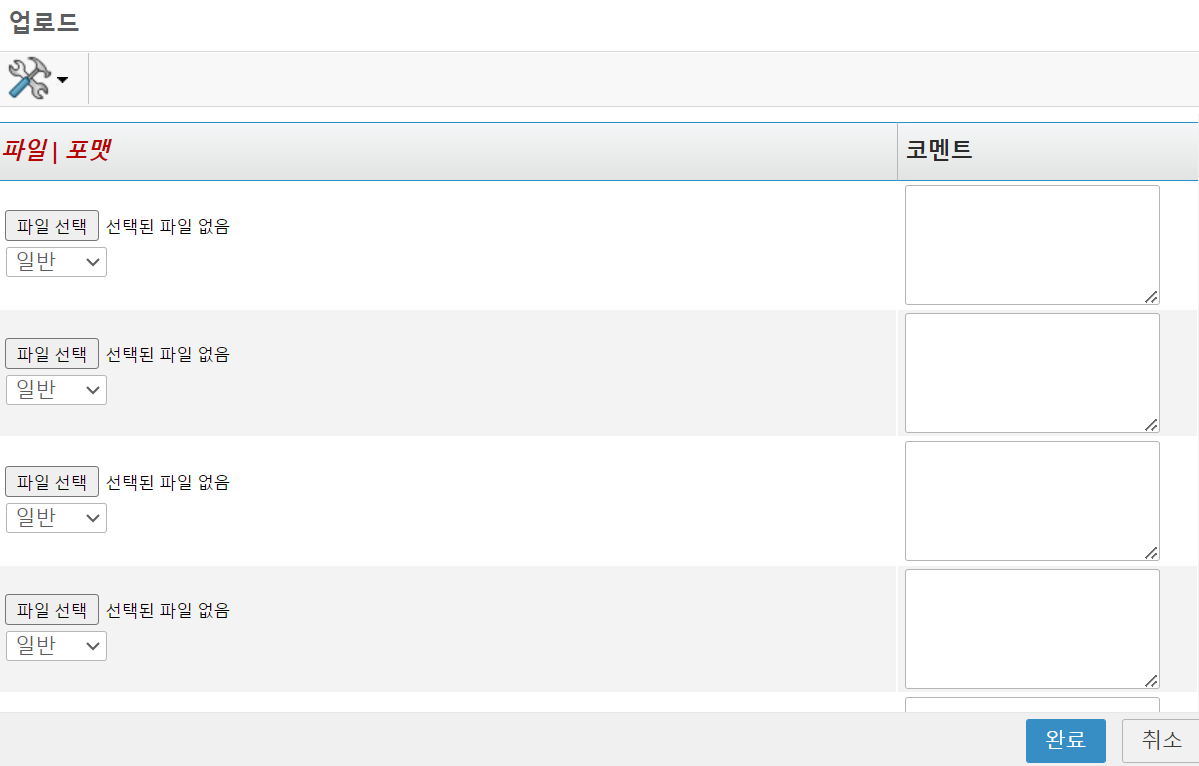 업로드
파일 | 포맷
코멘트
파일 선택 선택된 파일 없음
일반
파일 선택 선택된 파일 없음
일반
파일 선택 선택된 파일 없음
일반
파일 선택 선택된 파일 없음
일반
완료
취소